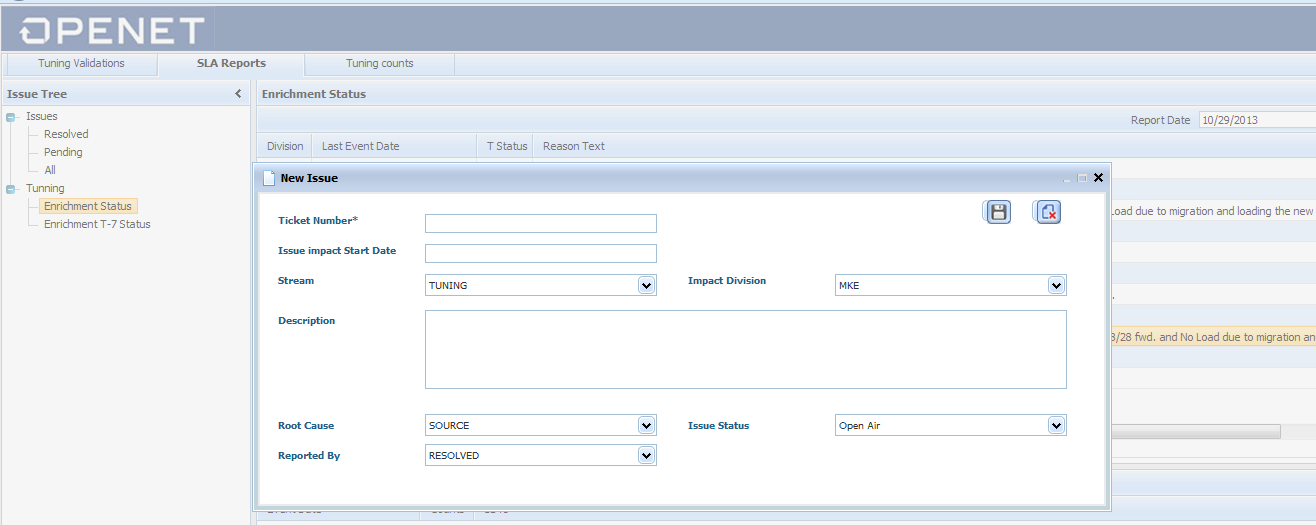 OPENET
Tuning Validations SLA Reports Tuning counts
Issue Tree
Issues
Resolved
Pending
All
Tunning
Enrichment Status
Enrichment T-7 Status
Enrichment Status
Report Date 10/29/2013
Division Last Event Date T Status Reason Text
Load due to migration and loading the new
3/28 fwd. and No Load due to migration an
New Issue
Ticket Number*
Issue impact Start Date
Stream TUNING Impact Division MKE
Description
Root Cause SOURCE Issue Status Open Air
Reported By RESOLVED